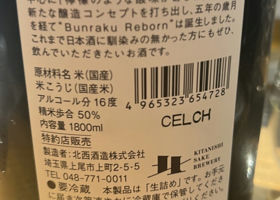 新たな醸造コンセプトを打ち出し、五年の歳月
を経て"Bunraku Reborn"が誕生しました。
これまで日本酒に馴染みの無かった方にもぜひ、
飲んでいただきたいお酒です。
原材料名 米(国産)
米こうじ(国産米)
アルコール分 16度
精米歩合 50%
内容量 1800ml
特約店販売
4 965323 654728
CELCH
製造者:北西酒造株式会社
埼玉県上尾市上町2-5-5
TEL 048-771-0011
KITANISHI
SAKE
BREWERY
●要冷蔵 本製品は「生詰め」です。お手元